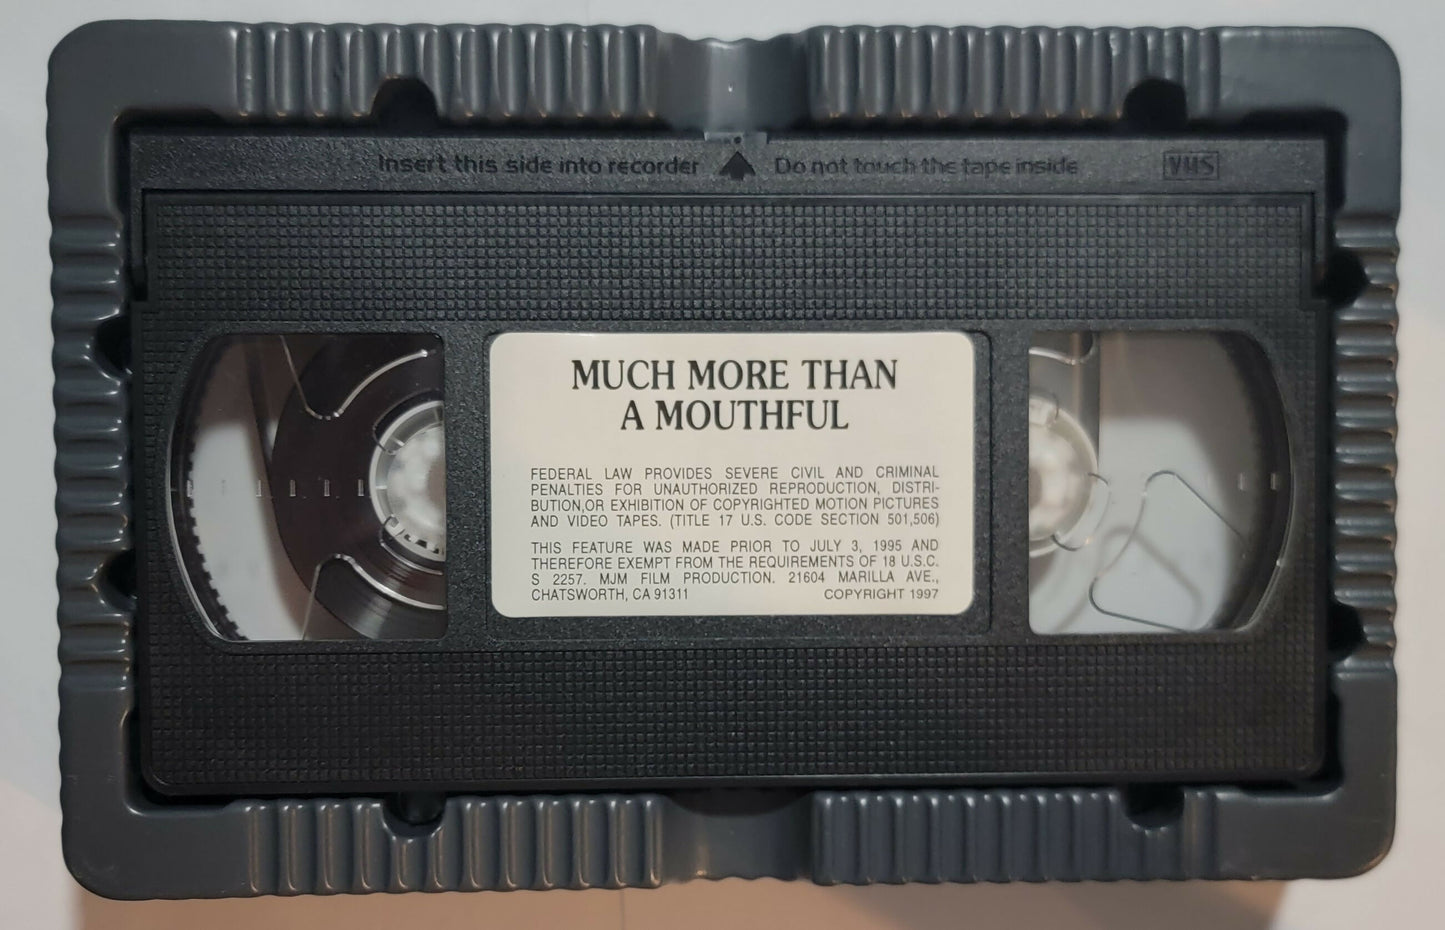 Insert this side into recorder Do not touch the tape inside VHS
MUCH MORE THAN
A MOUTHFUL
FEDERAL LAW PROVIDES SEVERE CIVIL AND CRIMINAL
PENALTIES FOR UNAUTHORIZED REPRODUCTION, DISTRI-
BUTION,OR EXHIBITION OF COPYRIGHTED MOTION PICTURES
AND VIDEO TAPES. (TITLE 17 U.S. CODE SECTION 501,506)
THIS FEATURE WAS MADE PRIOR TO JULY 3, 1995 AND
THEREFORE EXEMPT FROM THE REQUIREMENTS OF 18 U.S.C.
S 2257. MJM FILM PRODUCTION. 21604 MARILLA AVE.,
CHATSWORTH, CA 91311 COPYRIGHT 1997